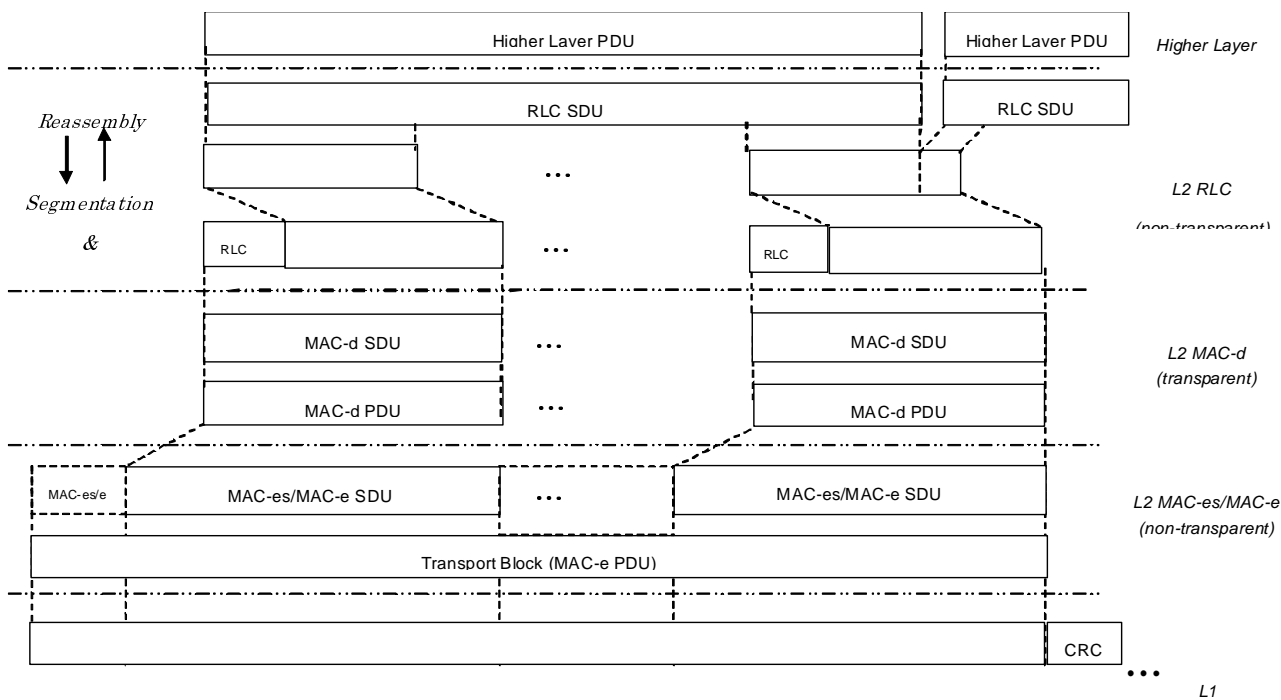 Higher Layer PDU Higher Layer PDU Higher Layer
RLC SDU RLC SDU
Reassembly
Segmentation
&
...
L2 RLC
(non-transparent)
RLC ... RLC
MAC-d SDU ... MAC-d SDU
L2 MAC-d
(transparent)
MAC-d PDU ... MAC-d PDU
MAC-es/e MAC-es/MAC-e SDU ... MAC-es/MAC-e SDU
L2 MAC-es/MAC-e
(non-transparent)
Transport Block (MAC-e PDU)
CRC
...
L1